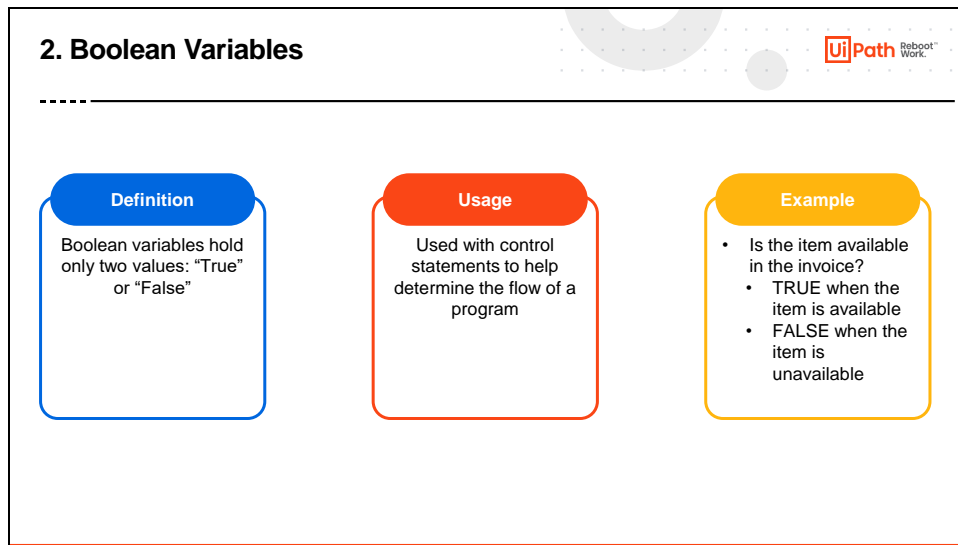 2. Boolean Variables
UiPath Reboot™
Work.
Definition
Boolean variables hold
only two values: “True”
or “False”
Usage
Used with control
statements to help
determine the flow of a
program
Example
• Is the item available
in the invoice?
• TRUE when the
item is available
• FALSE when the
item is
unavailable